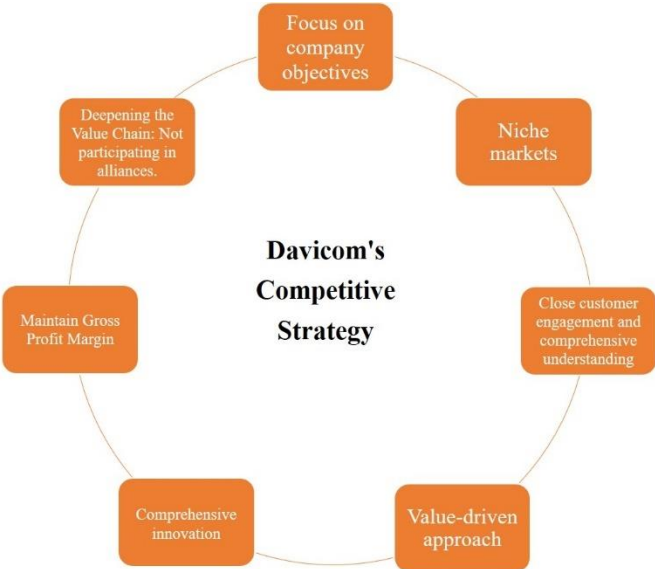 Focus on
company
objectives
Niche
markets
Close customer
engagement and
comprehensive
understanding
Value-driven
approach
Comprehensive
innovation
Maintain Gross
Profit Margin
Deepening the
Value Chain: Not
participating in
alliances.
Davicom's
Competitive
Strategy